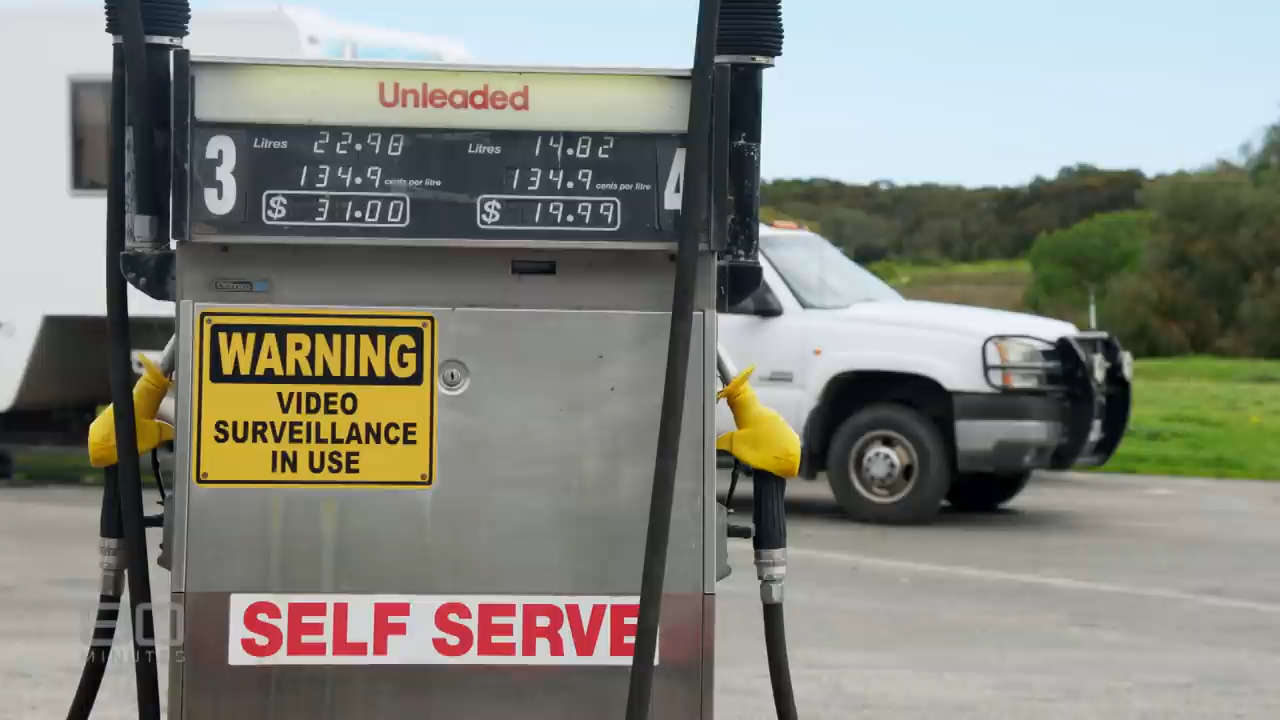 Unleaded
3
Litres 22.98
134.9 cents per litre
$ 31.00
Litres 14.82
134.9 cents per litre
$ 19.99
4
WARNING
VIDEO
SURVEILLANCE
IN USE
SELF SERVE
60
MINUTES